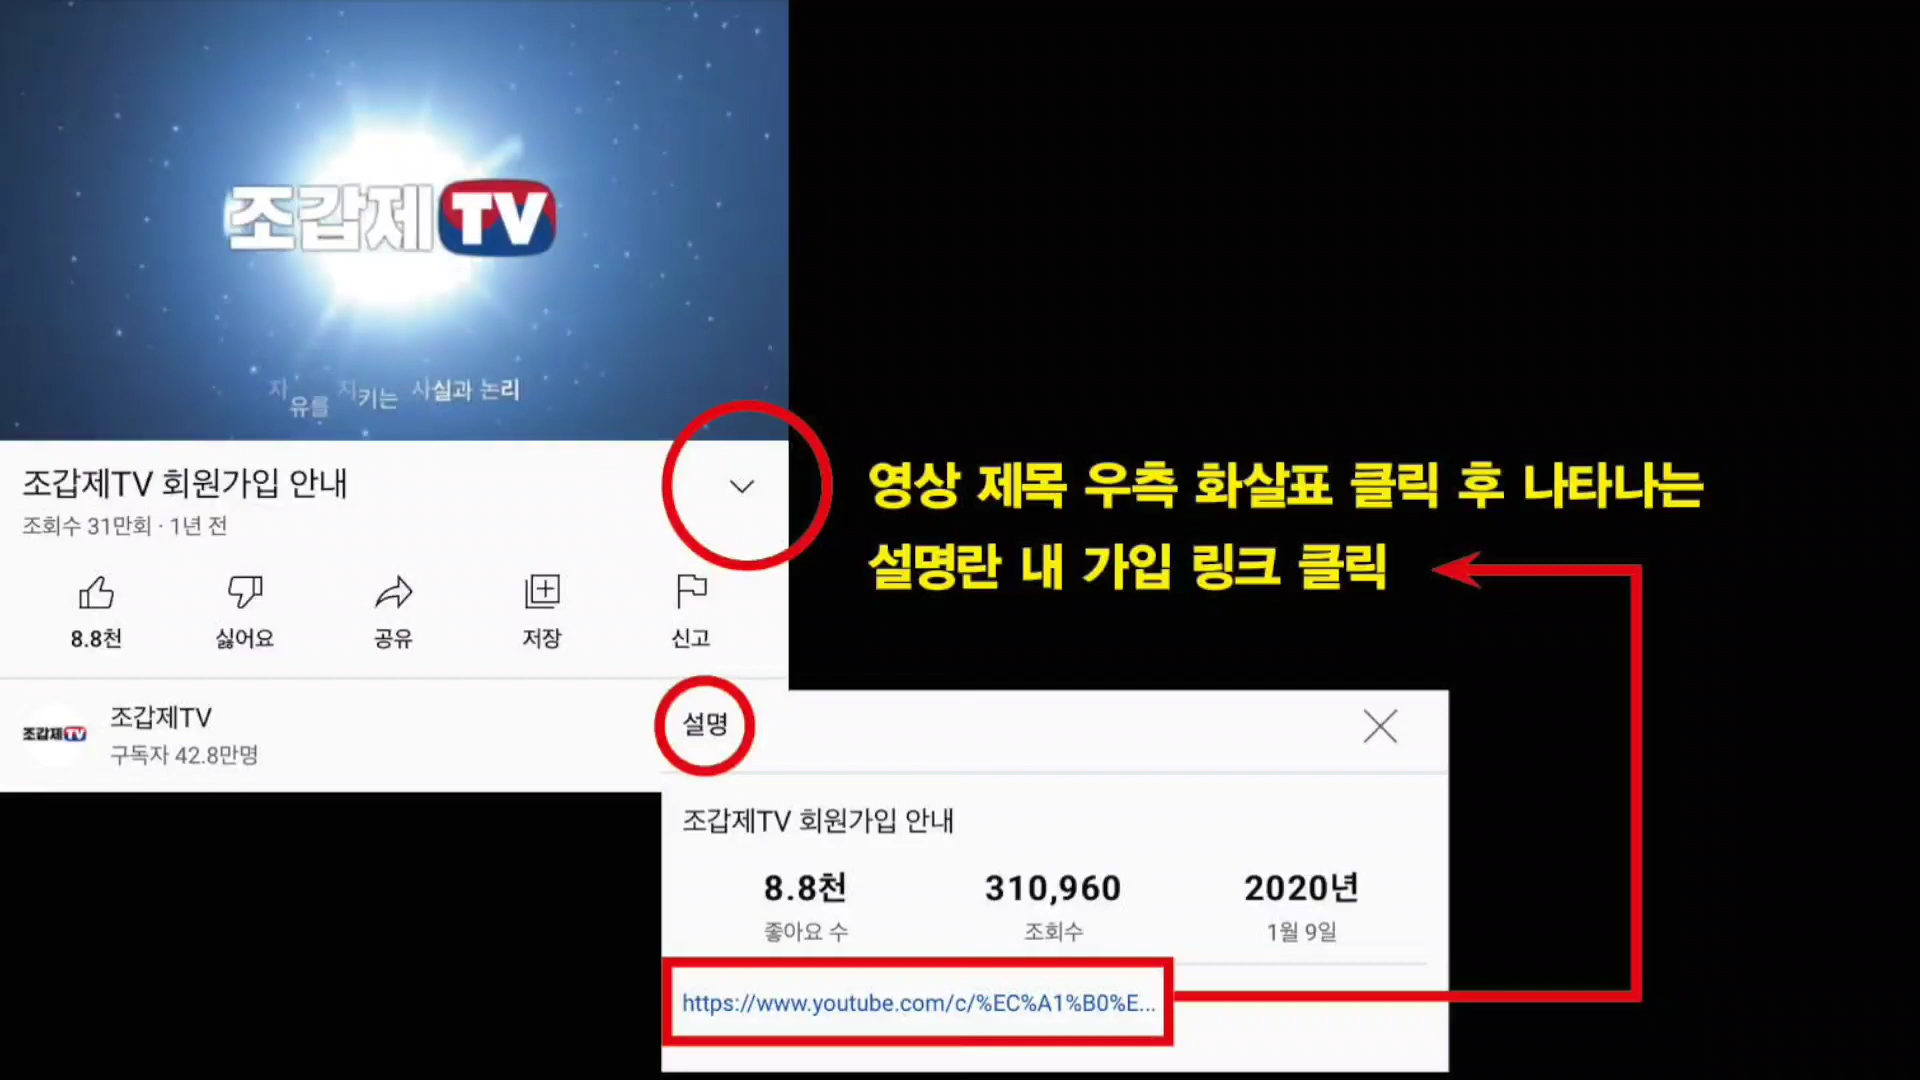 조갑제TV
자유를 지키는 사실과 논리
조갑제TV 회원가입 안내
조회수 31만회 · 1년 전
8.8천
싫어요
공유
저장
신고
조갑제TV
조갑제TV
구독자 42.8만명
영상 제목 우측 화살표 클릭 후 나타나는
설명란 내 가입 링크 클릭
설명
조갑제TV 회원가입 안내
8.8천
310,960
2020년
좋아요 수
조회수
1월 9일
https://www.youtube.com/c/%EC%A1%B0%E...